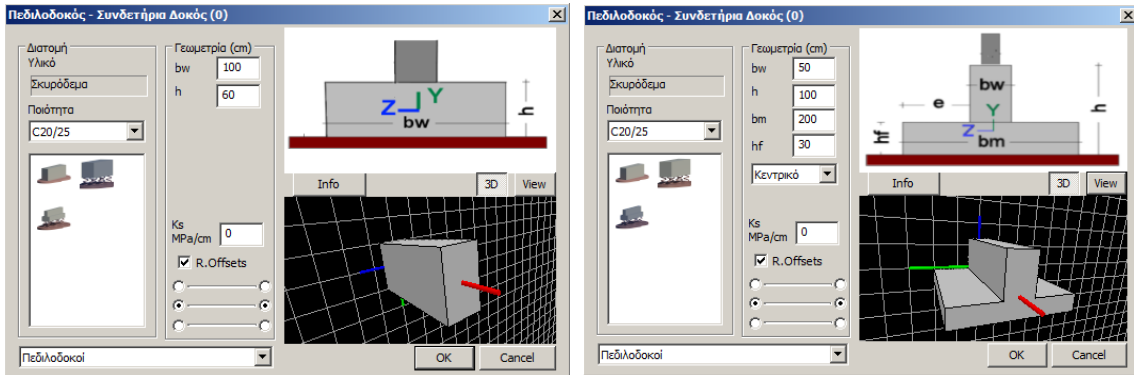 Πεδιλοδοκός - Συνδετήρια Δοκός (0)
Διατομή
Υλικό
Σκυρόδεμα
Ποιότητα
C20/25
Γεωμετρία (cm)
bw 100
h 60
Ks
MPa/cm 0
R.Offsets
Πεδιλοδοκοί
Z Y
bw
h
Info 3D View
OK Cancel
Πεδιλοδοκός - Συνδετήρια Δοκός (0)
Διατομή
Υλικό
Σκυρόδεμα
Ποιότητα
C20/25
Γεωμετρία (cm)
bw 50
h 100
bm 200
hf 30
Κεντρικό
Ks
MPa/cm 0
R.Offsets
Πεδιλοδοκοί
bw
e
Y
Z
h
hf
bm
Info 3D View
OK Cancel